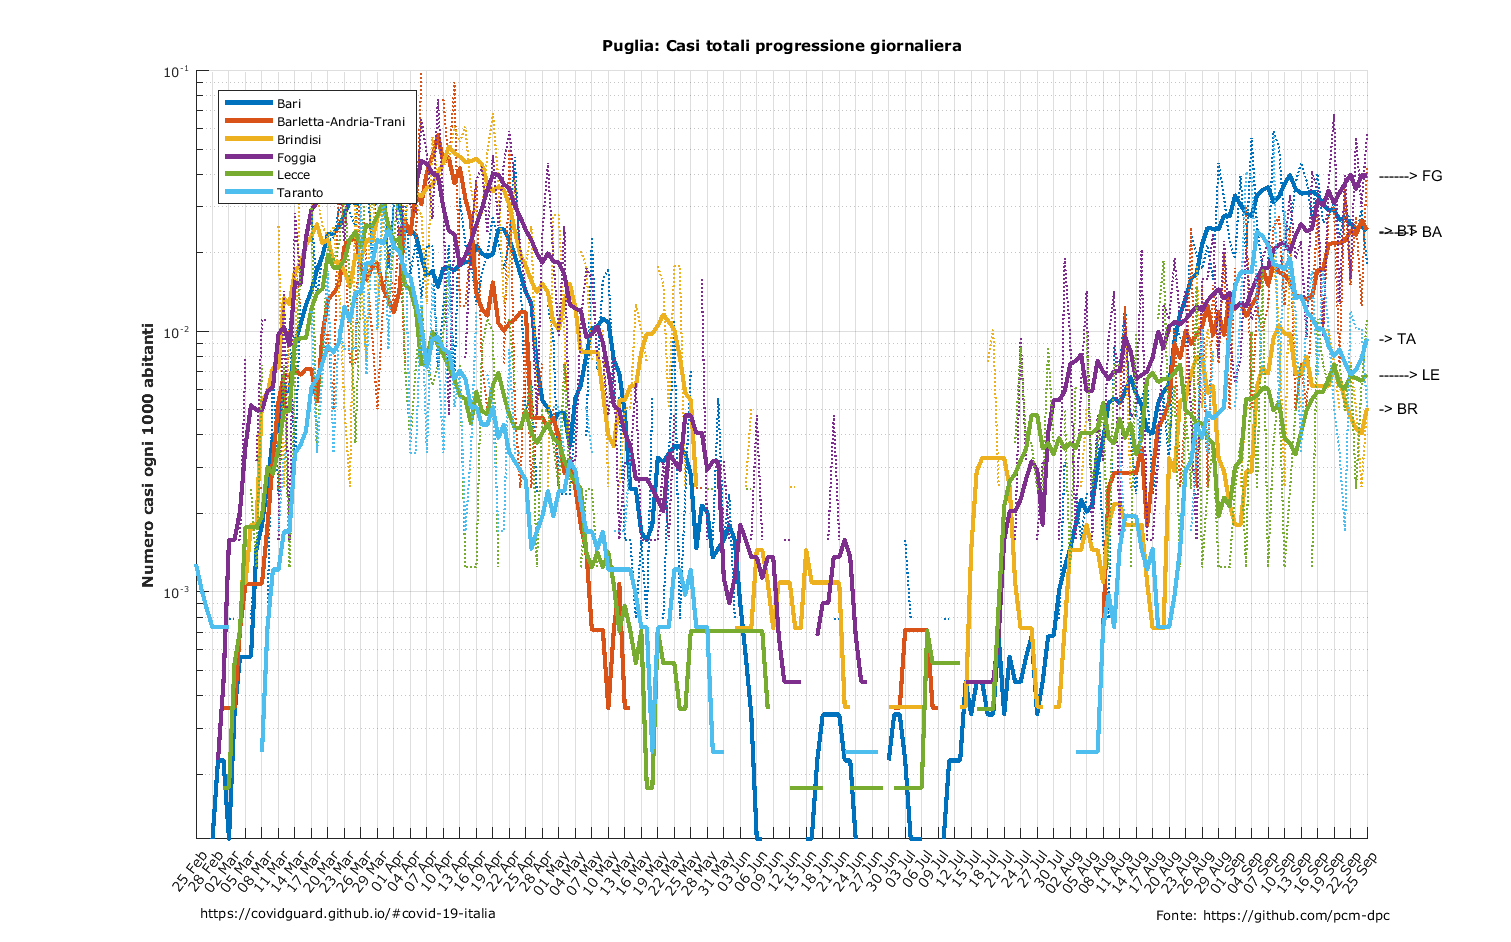 Puglia: Casi totali progressione giornaliera
10-1
10-2
10-3
Numero casi ogni 1000 abitanti
Bari
Barletta-Andria-Trani
Brindisi
Foggia
Lecce
Taranto
------> FG
-> BT
------> BA
-> TA
------> LE
-> BR
25 Feb
28 Feb
02 Mar
05 Mar
08 Mar
11 Mar
14 Mar
17 Mar
20 Mar
23 Mar
26 Mar
29 Mar
01 Apr
04 Apr
07 Apr
10 Apr
13 Apr
16 Apr
19 Apr
22 Apr
25 Apr
28 Apr
01 May
04 May
07 May
10 May
13 May
16 May
19 May
22 May
25 May
28 May
31 May
03 Jun
06 Jun
09 Jun
12 Jun
15 Jun
18 Jun
21 Jun
24 Jun
27 Jun
30 Jun
03 Jul
06 Jul
09 Jul
12 Jul
15 Jul
18 Jul
21 Jul
24 Jul
27 Jul
30 Jul
02 Aug
05 Aug
08 Aug
11 Aug
14 Aug
17 Aug
20 Aug
23 Aug
26 Aug
29 Aug
01 Sep
04 Sep
07 Sep
10 Sep
13 Sep
16 Sep
19 Sep
22 Sep
25 Sep
https://covidguard.github.io/#covid-19-italia
Fonte: https://github.com/pcm-dpc